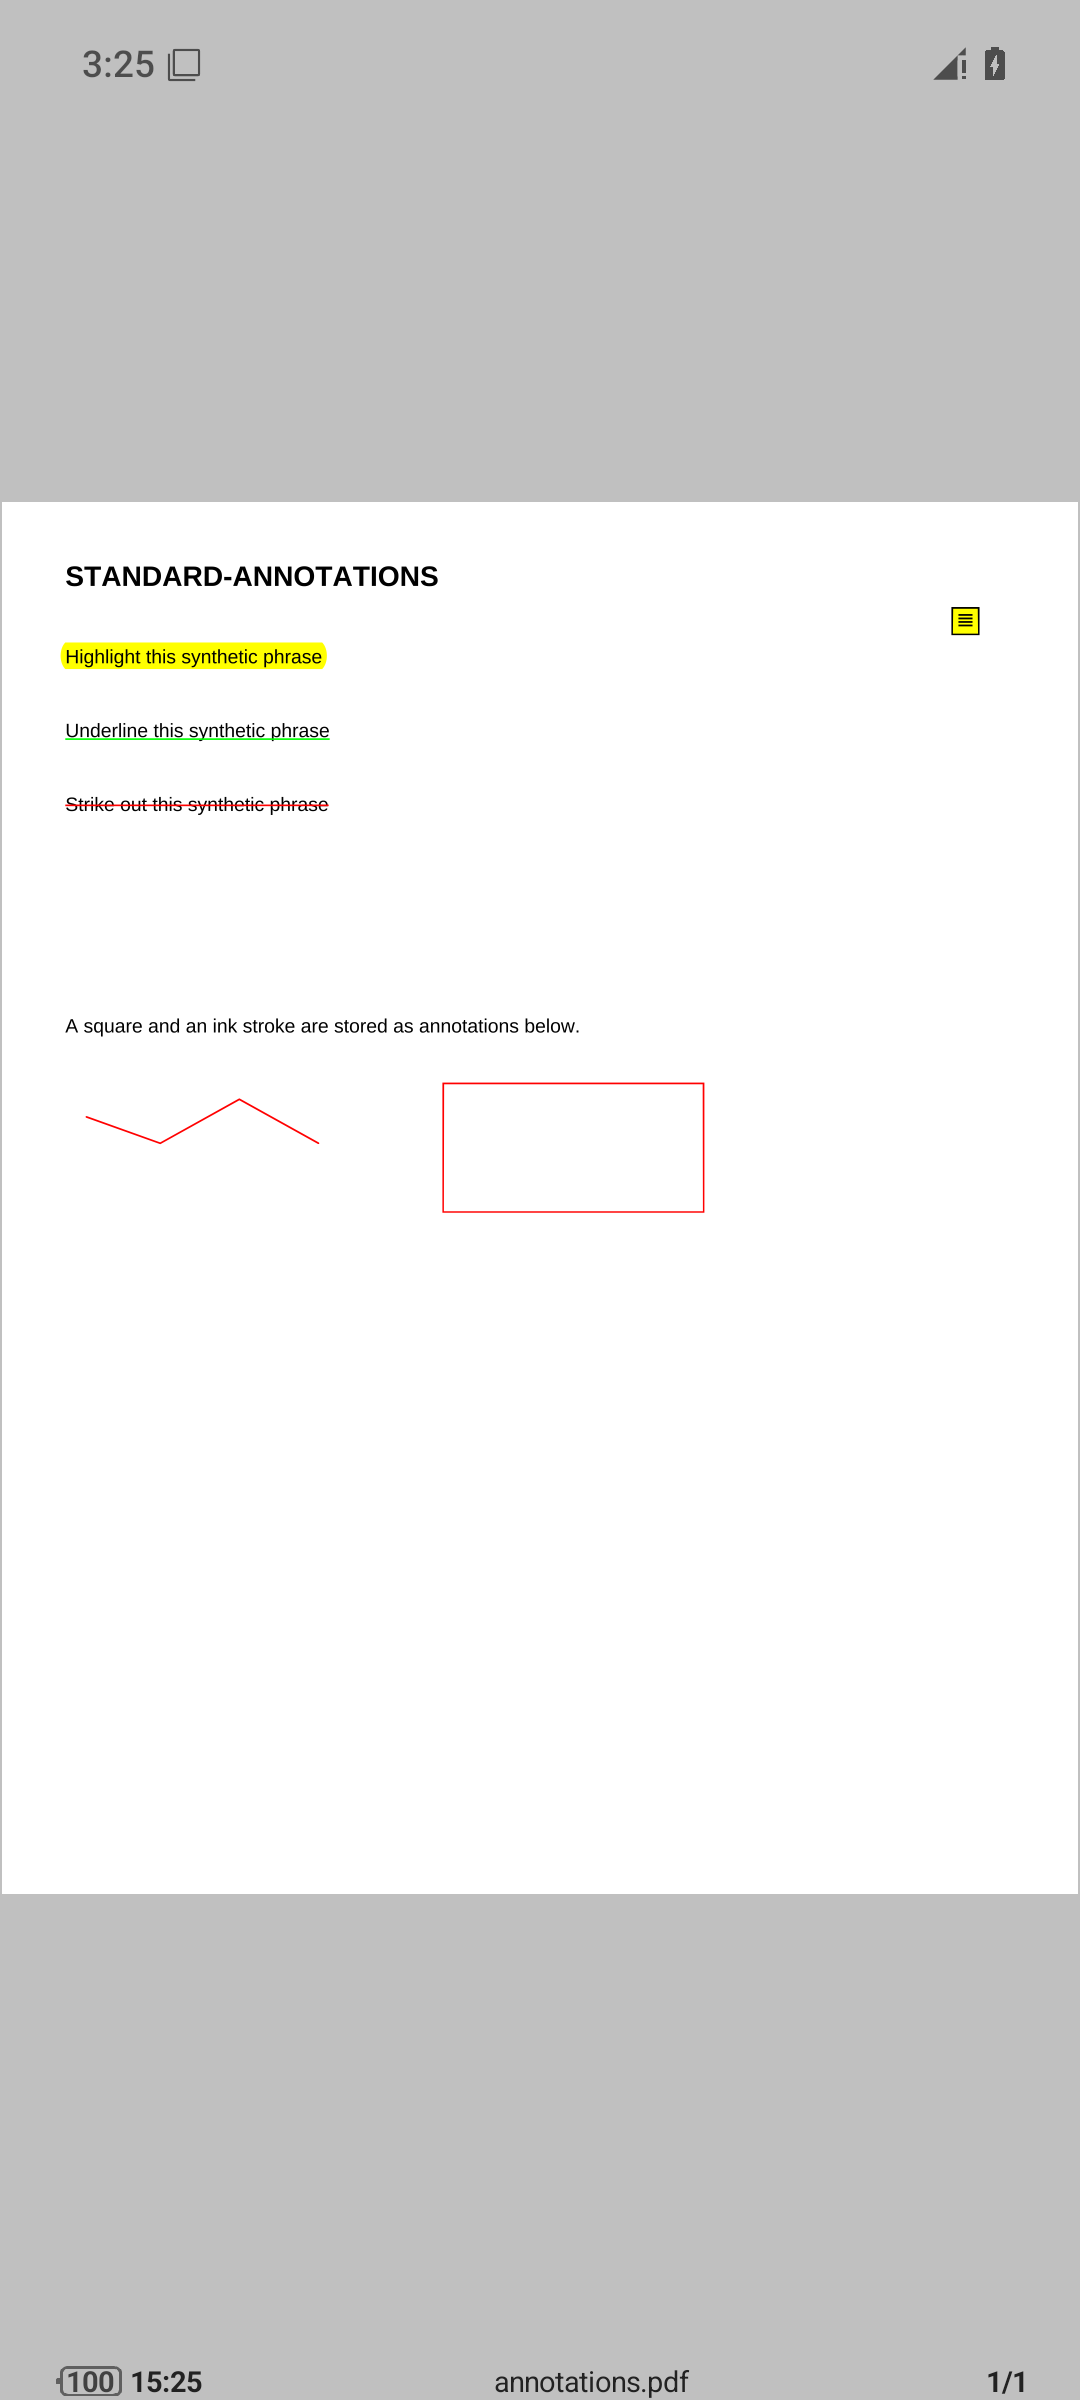 3:25
STANDARD-ANNOTATIONS
Highlight this synthetic phrase
Underline this synthetic phrase
Strike out this synthetic phrase
A square and an ink stroke are stored as annotations below.
100 15:25 annotations.pdf 1/1